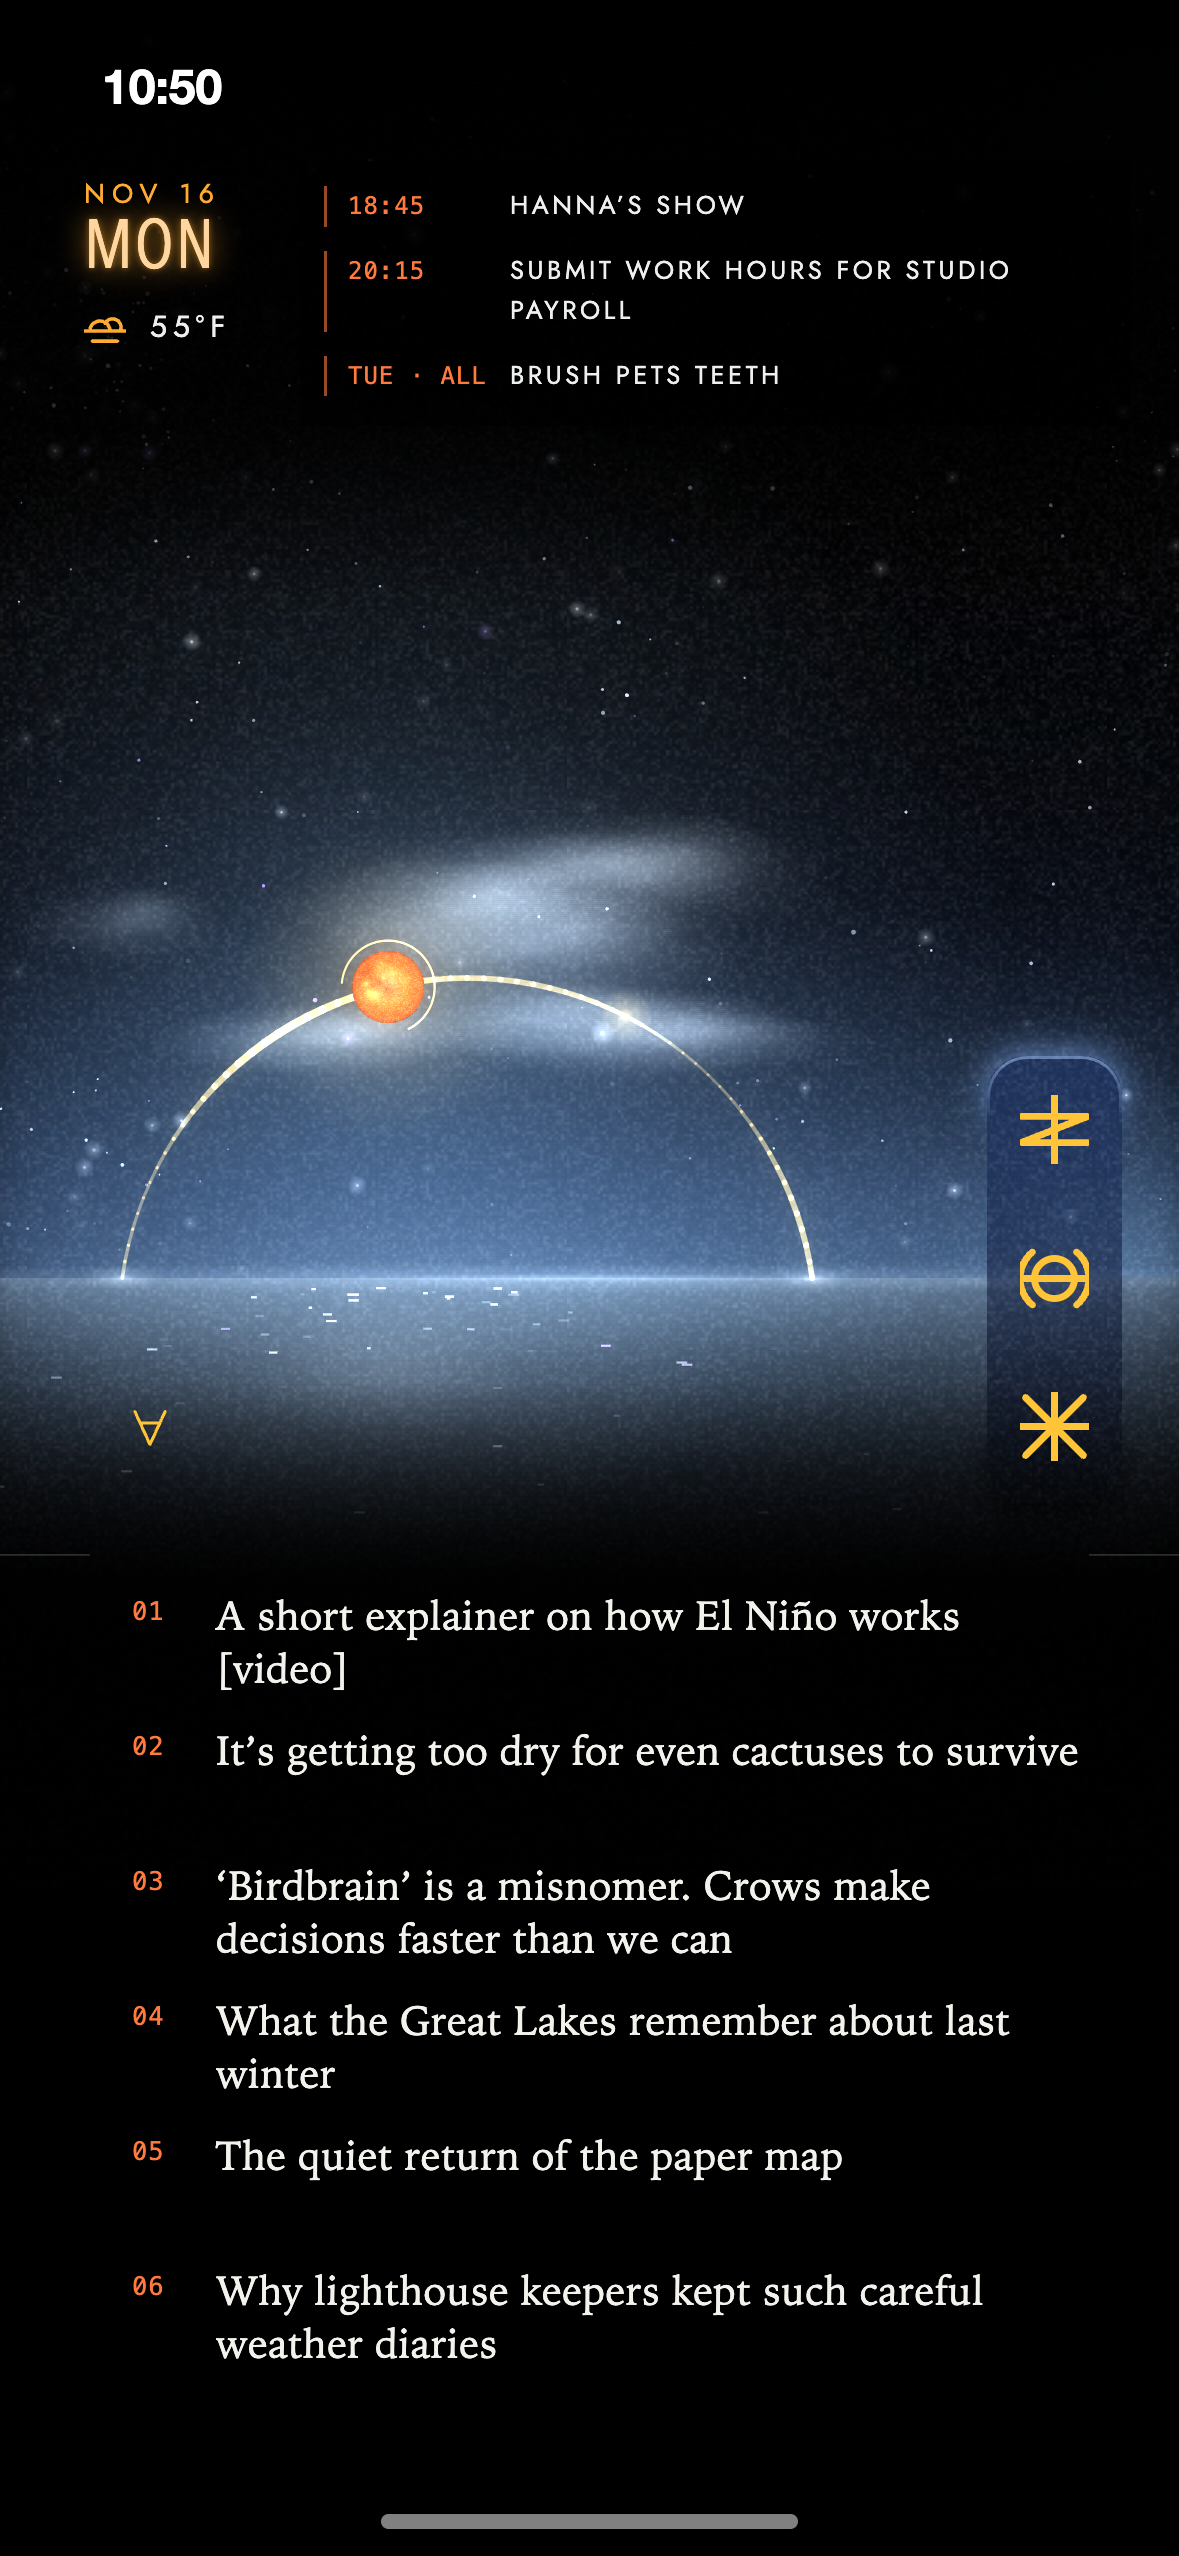 10:50
NOV 16
MON
55°F
18:45 HANNA’S SHOW
20:15 SUBMIT WORK HOURS FOR STUDIO
PAYROLL
TUE · ALL BRUSH PETS TEETH
01 A short explainer on how El Niño works
[video]
02 It’s getting too dry for even cactuses to survive
03 ‘Birdbrain’ is a misnomer. Crows make
decisions faster than we can
04 What the Great Lakes remember about last
winter
05 The quiet return of the paper map
06 Why lighthouse keepers kept such careful
weather diaries